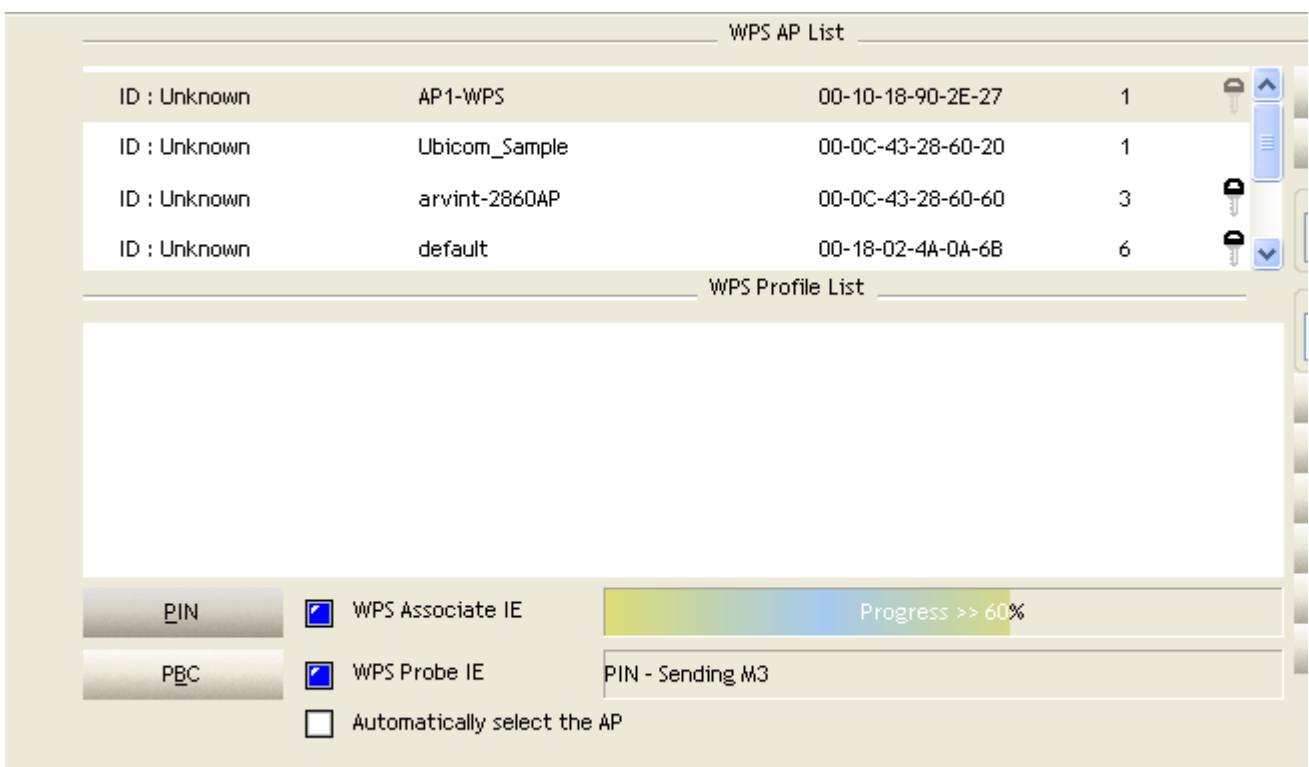 WPS AP List
ID : Unknown AP1-WPS 00-10-18-90-2E-27 1
ID : Unknown Ubicom_Sample 00-0C-43-28-60-20 1
ID : Unknown arvint-2860AP 00-0C-43-28-60-60 3
ID : Unknown default 00-18-02-4A-0A-6B 6
WPS Profile List
PIN WPS Associate IE Progress >> 60%
PBC WPS Probe IE PIN - Sending M3
Automatically select the AP